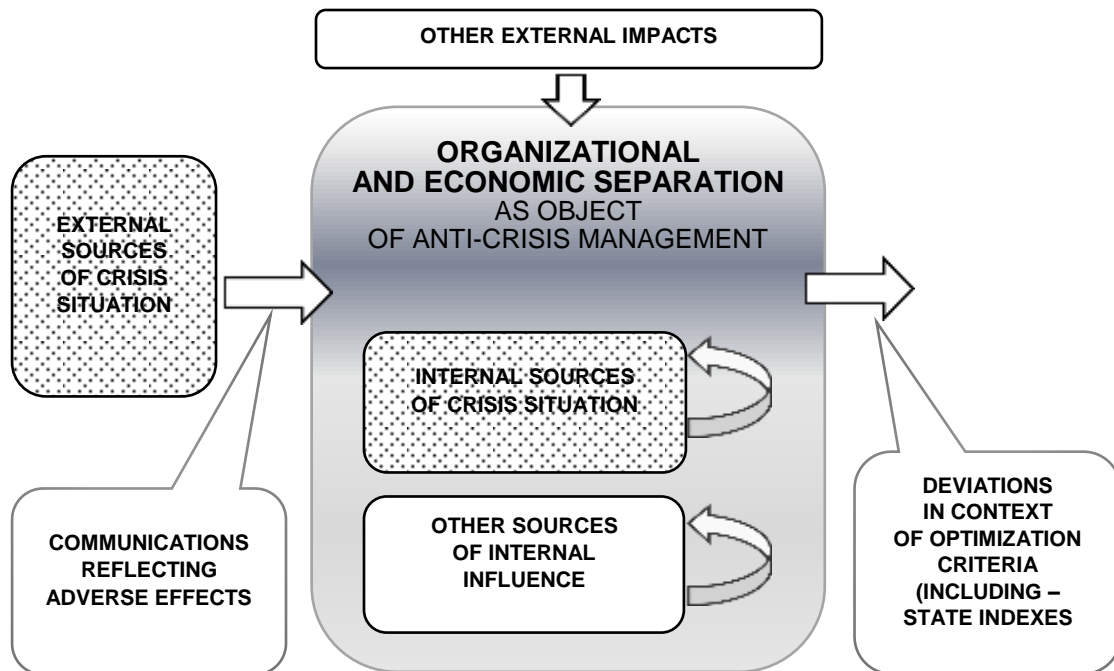 OTHER EXTERNAL IMPACTS
ORGANIZATIONAL
AND ECONOMIC SEPARATION
AS OBJECT
OF ANTI-CRISIS MANAGEMENT
EXTERNAL
SOURCES
OF CRISIS
SITUATION
INTERNAL SOURCES
OF CRISIS SITUATION
OTHER SOURCES
OF INTERNAL
INFLUENCE
COMMUNICATIONS
REFLECTING
ADVERSE EFFECTS
DEVIATIONS
IN CONTEXT
OF OPTIMIZATION
CRITERIA
(INCLUDING –
STATE INDEXES